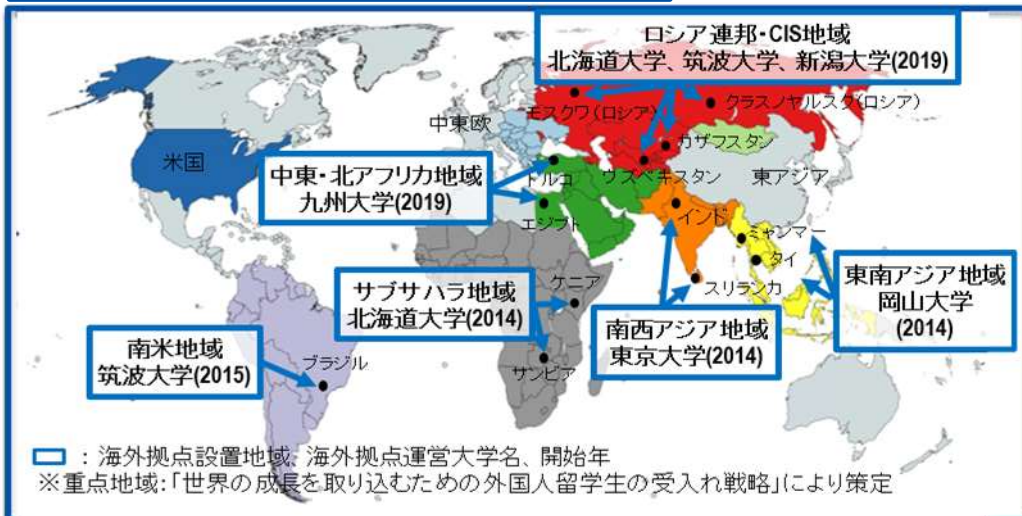 ロシア連邦・CIS地域
北海道大学、筑波大学、新潟大学(2019)
モスクワ(ロシア)
クラスノヤルスク(ロシア)
中東欧
カザフスタン
米国
中東・北アフリカ地域
九州大学(2019)
トルコ
ウズベキスタン
東アジア
エジプト
インド
ミャンマー
タイ
スリランカ
東南アジア地域
岡山大学
(2014)
ケニア
サブサハラ地域
北海道大学(2014)
南西アジア地域
東京大学(2014)
ザンビア
南米地域
筑波大学(2015)
ブラジル
：海外拠点設置地域、海外拠点運営大学名、開始年
※重点地域:「世界の成長を取り込むための外国人留学生の受入れ戦略」により策定